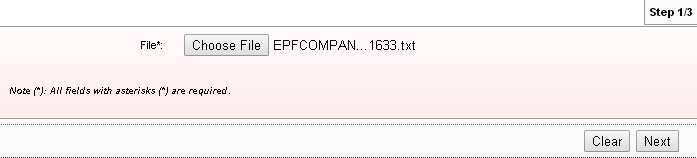 Step 1/3
File*: Choose File EPFCOMPAN...1633.txt
Note (*): All fields with asterisks (*) are required.
Clear Next